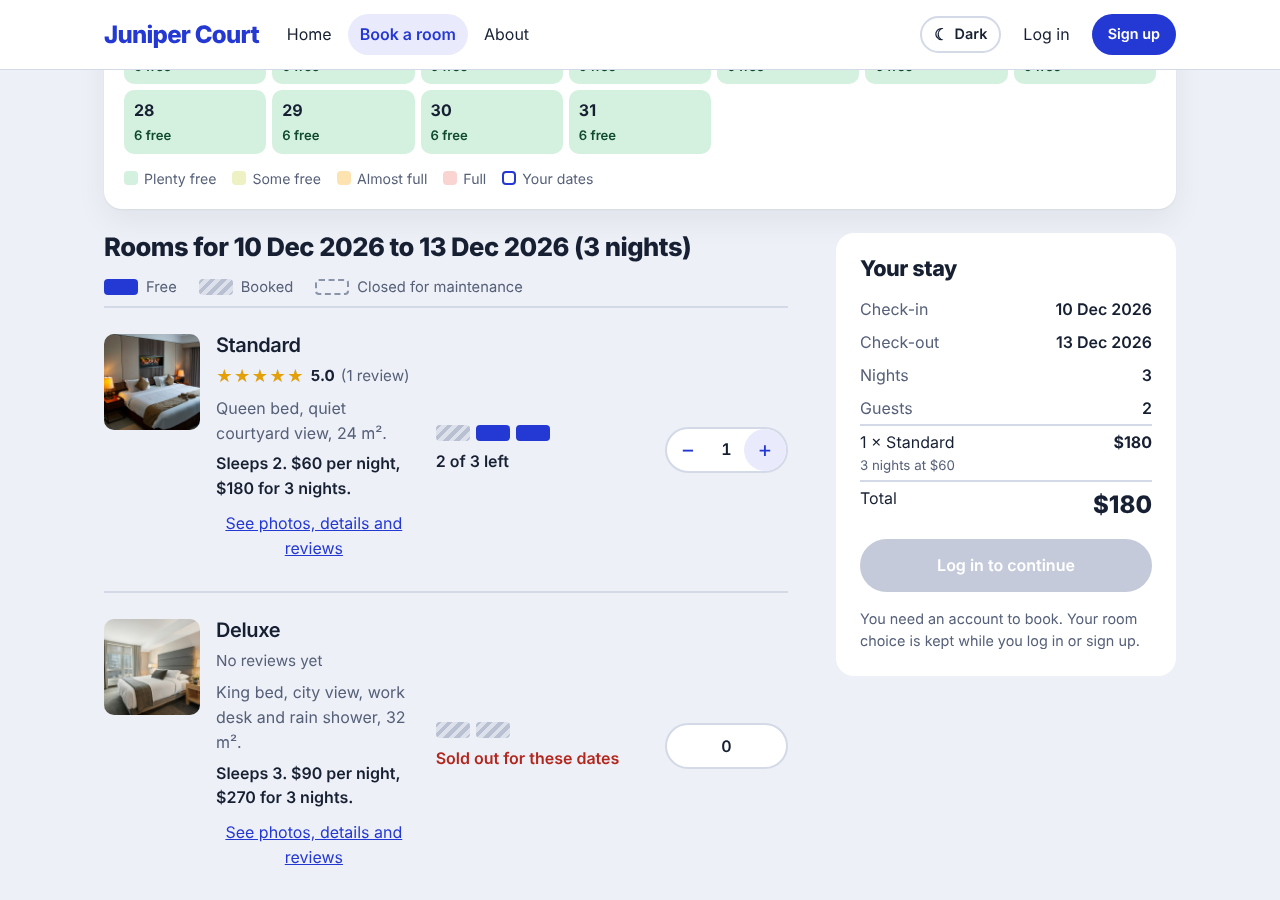 Juniper Court
Home
Book a room
About
Dark
Log in
Sign up
28
29
30
31
6 free
6 free
6 free
6 free
Plenty free
Some free
Almost full
Full
Your dates
Rooms for 10 Dec 2026 to 13 Dec 2026 (3 nights)
Free
Booked
Closed for maintenance
Standard
★★★★★ 5.0 (1 review)
Queen bed, quiet
courtyard view, 24 m².
Sleeps 2. $60 per night,
$180 for 3 nights.
See photos, details and
reviews
2 of 3 left
− 1 +
Deluxe
No reviews yet
King bed, city view, work
desk and rain shower, 32
m².
Sleeps 3. $90 per night,
$270 for 3 nights.
See photos, details and
reviews
Sold out for these dates
0
Your stay
Check-in 10 Dec 2026
Check-out 13 Dec 2026
Nights 3
Guests 2
1 × Standard $180
3 nights at $60
Total $180
Log in to continue
You need an account to book. Your room
choice is kept while you log in or sign up.